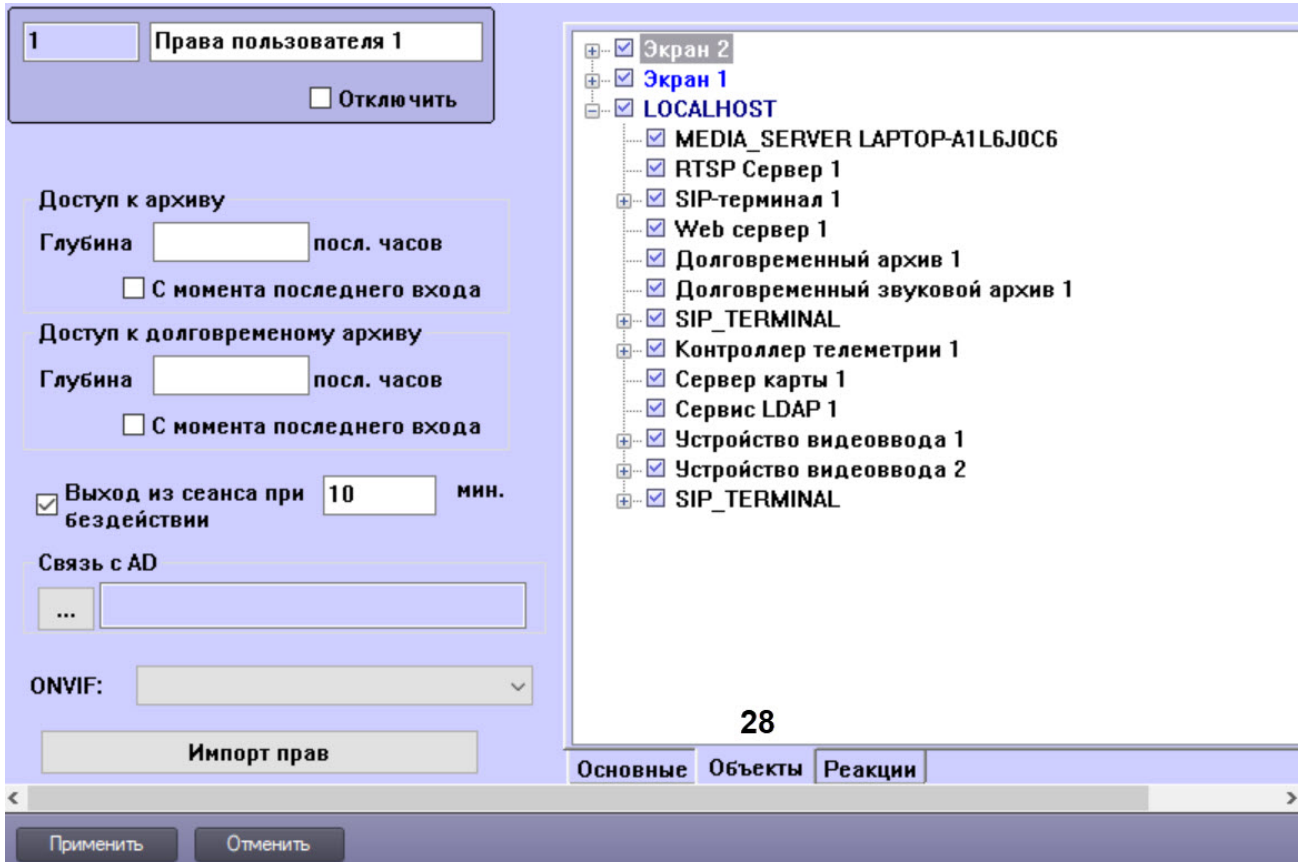 1
Права пользователя 1
Отключить
Доступ к архиву
Глубина
посл. часов
С момента последнего входа
Доступ к долговременому архиву
Глубина
посл. часов
С момента последнего входа
Выход из сеанса при
бездействии
10
мин.
Связь с AD
...
ONVIF:
Импорт прав
Экран 2
Экран 1
LOCALHOST
MEDIA_SERVER LAPTOP-A1L6J0C6
RTSP Сервер 1
SIP-терминал 1
Web сервер 1
Долговременный архив 1
Долговременный звуковой архив 1
SIP_TERMINAL
Контроллер телеметрии 1
Сервер карты 1
Сервис LDAP 1
Устройство видеоввода 1
Устройство видеоввода 2
SIP_TERMINAL
28
Основные Объекты Реакции
Применить Отменить